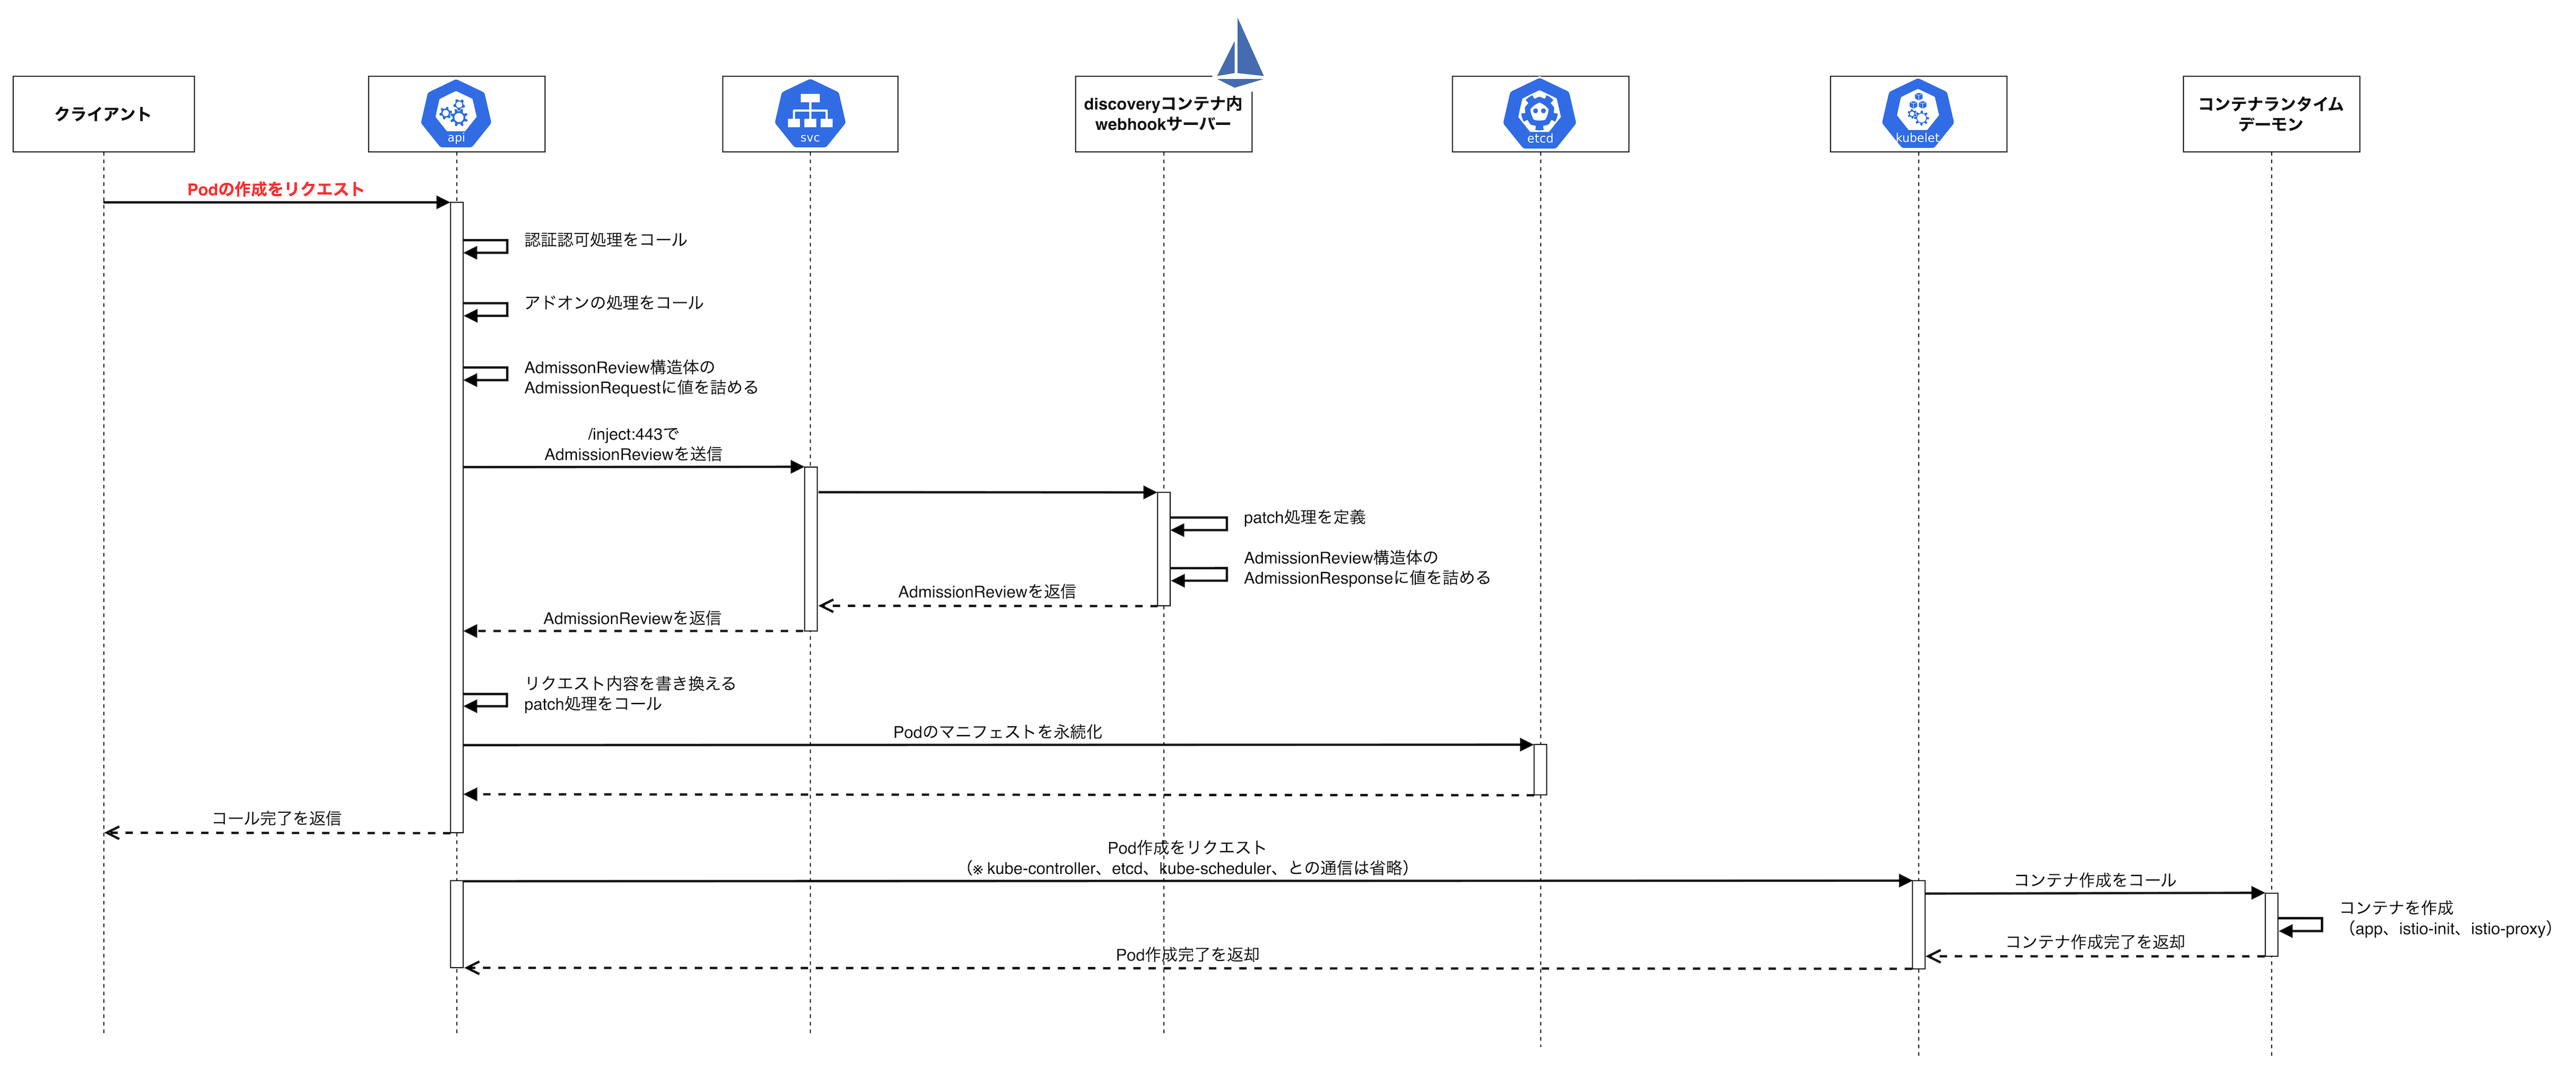 クライアント
api
svc
discoveryコンテナ内
webhookサーバー
etcd
kubelet
コンテナランタイム
デーモン
Podの作成をリクエスト
認証認可処理をコール
アドオンの処理をコール
AdmissonReview構造体の
AdmissionRequestに値を詰める
/inject:443で
AdmissionReviewを送信
patch処理を定義
AdmissionReview構造体の
AdmissionResponseに値を詰める
AdmissionReviewを返信
AdmissionReviewを返信
リクエスト内容を書き換える
patch処理をコール
Podのマニフェストを永続化
コール完了を返信
Pod作成をリクエスト
（※ kube-controller、etcd、kube-scheduler、との通信は省略）
コンテナ作成をコール
コンテナを作成
（app、istio-init、istio-proxy）
コンテナ作成完了を返却
Pod作成完了を返却